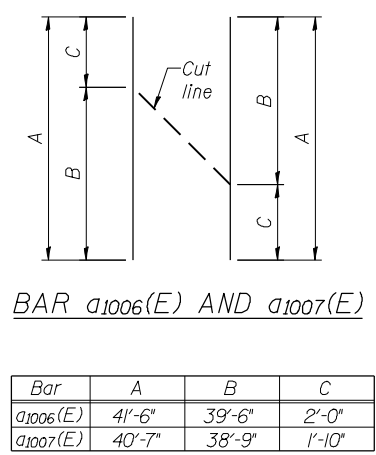 C
Cut
line
B
A
A
B
C
BAR a1006(E) AND a1007(E)
Bar A B C
a1006(E) 41'-6" 39'-6" 2'-0"
a1007(E) 40'-7" 38'-9" 1'-10"